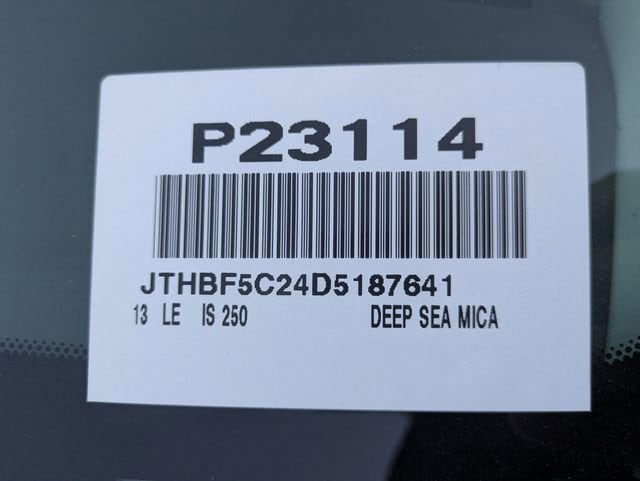 P23114
JTHBF5C24D5187641
13 LE IS 250 DEEP SEA MICA